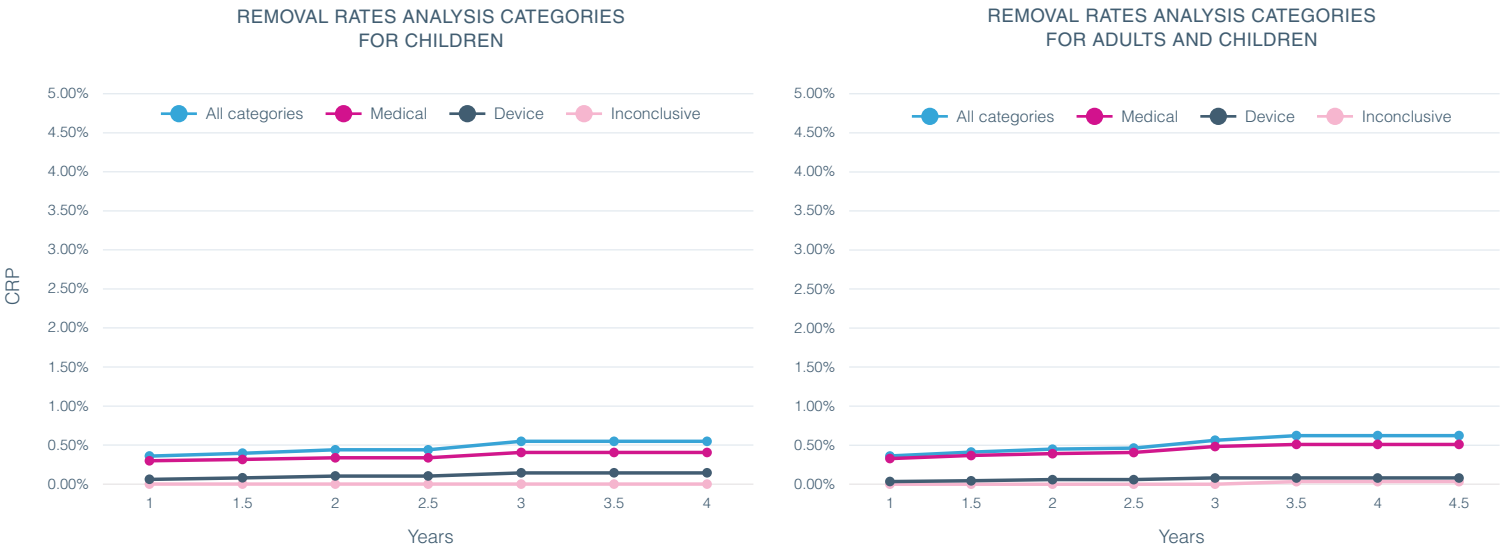 REMOVAL RATES ANALYSIS CATEGORIES
FOR CHILDREN
5.00%
All categories Medical Device Inconclusive
4.50%
4.00%
3.50%
3.00%
2.50%
2.00%
1.50%
1.00%
0.50%
0.00%
CRP
1 1.5 2 2.5 3 3.5 4
Years
REMOVAL RATES ANALYSIS CATEGORIES
FOR ADULTS AND CHILDREN
5.00%
All categories Medical Device Inconclusive
4.50%
4.00%
3.50%
3.00%
2.50%
2.00%
1.50%
1.00%
0.50%
0.00%
1 1.5 2 2.5 3 3.5 4 4.5
Years